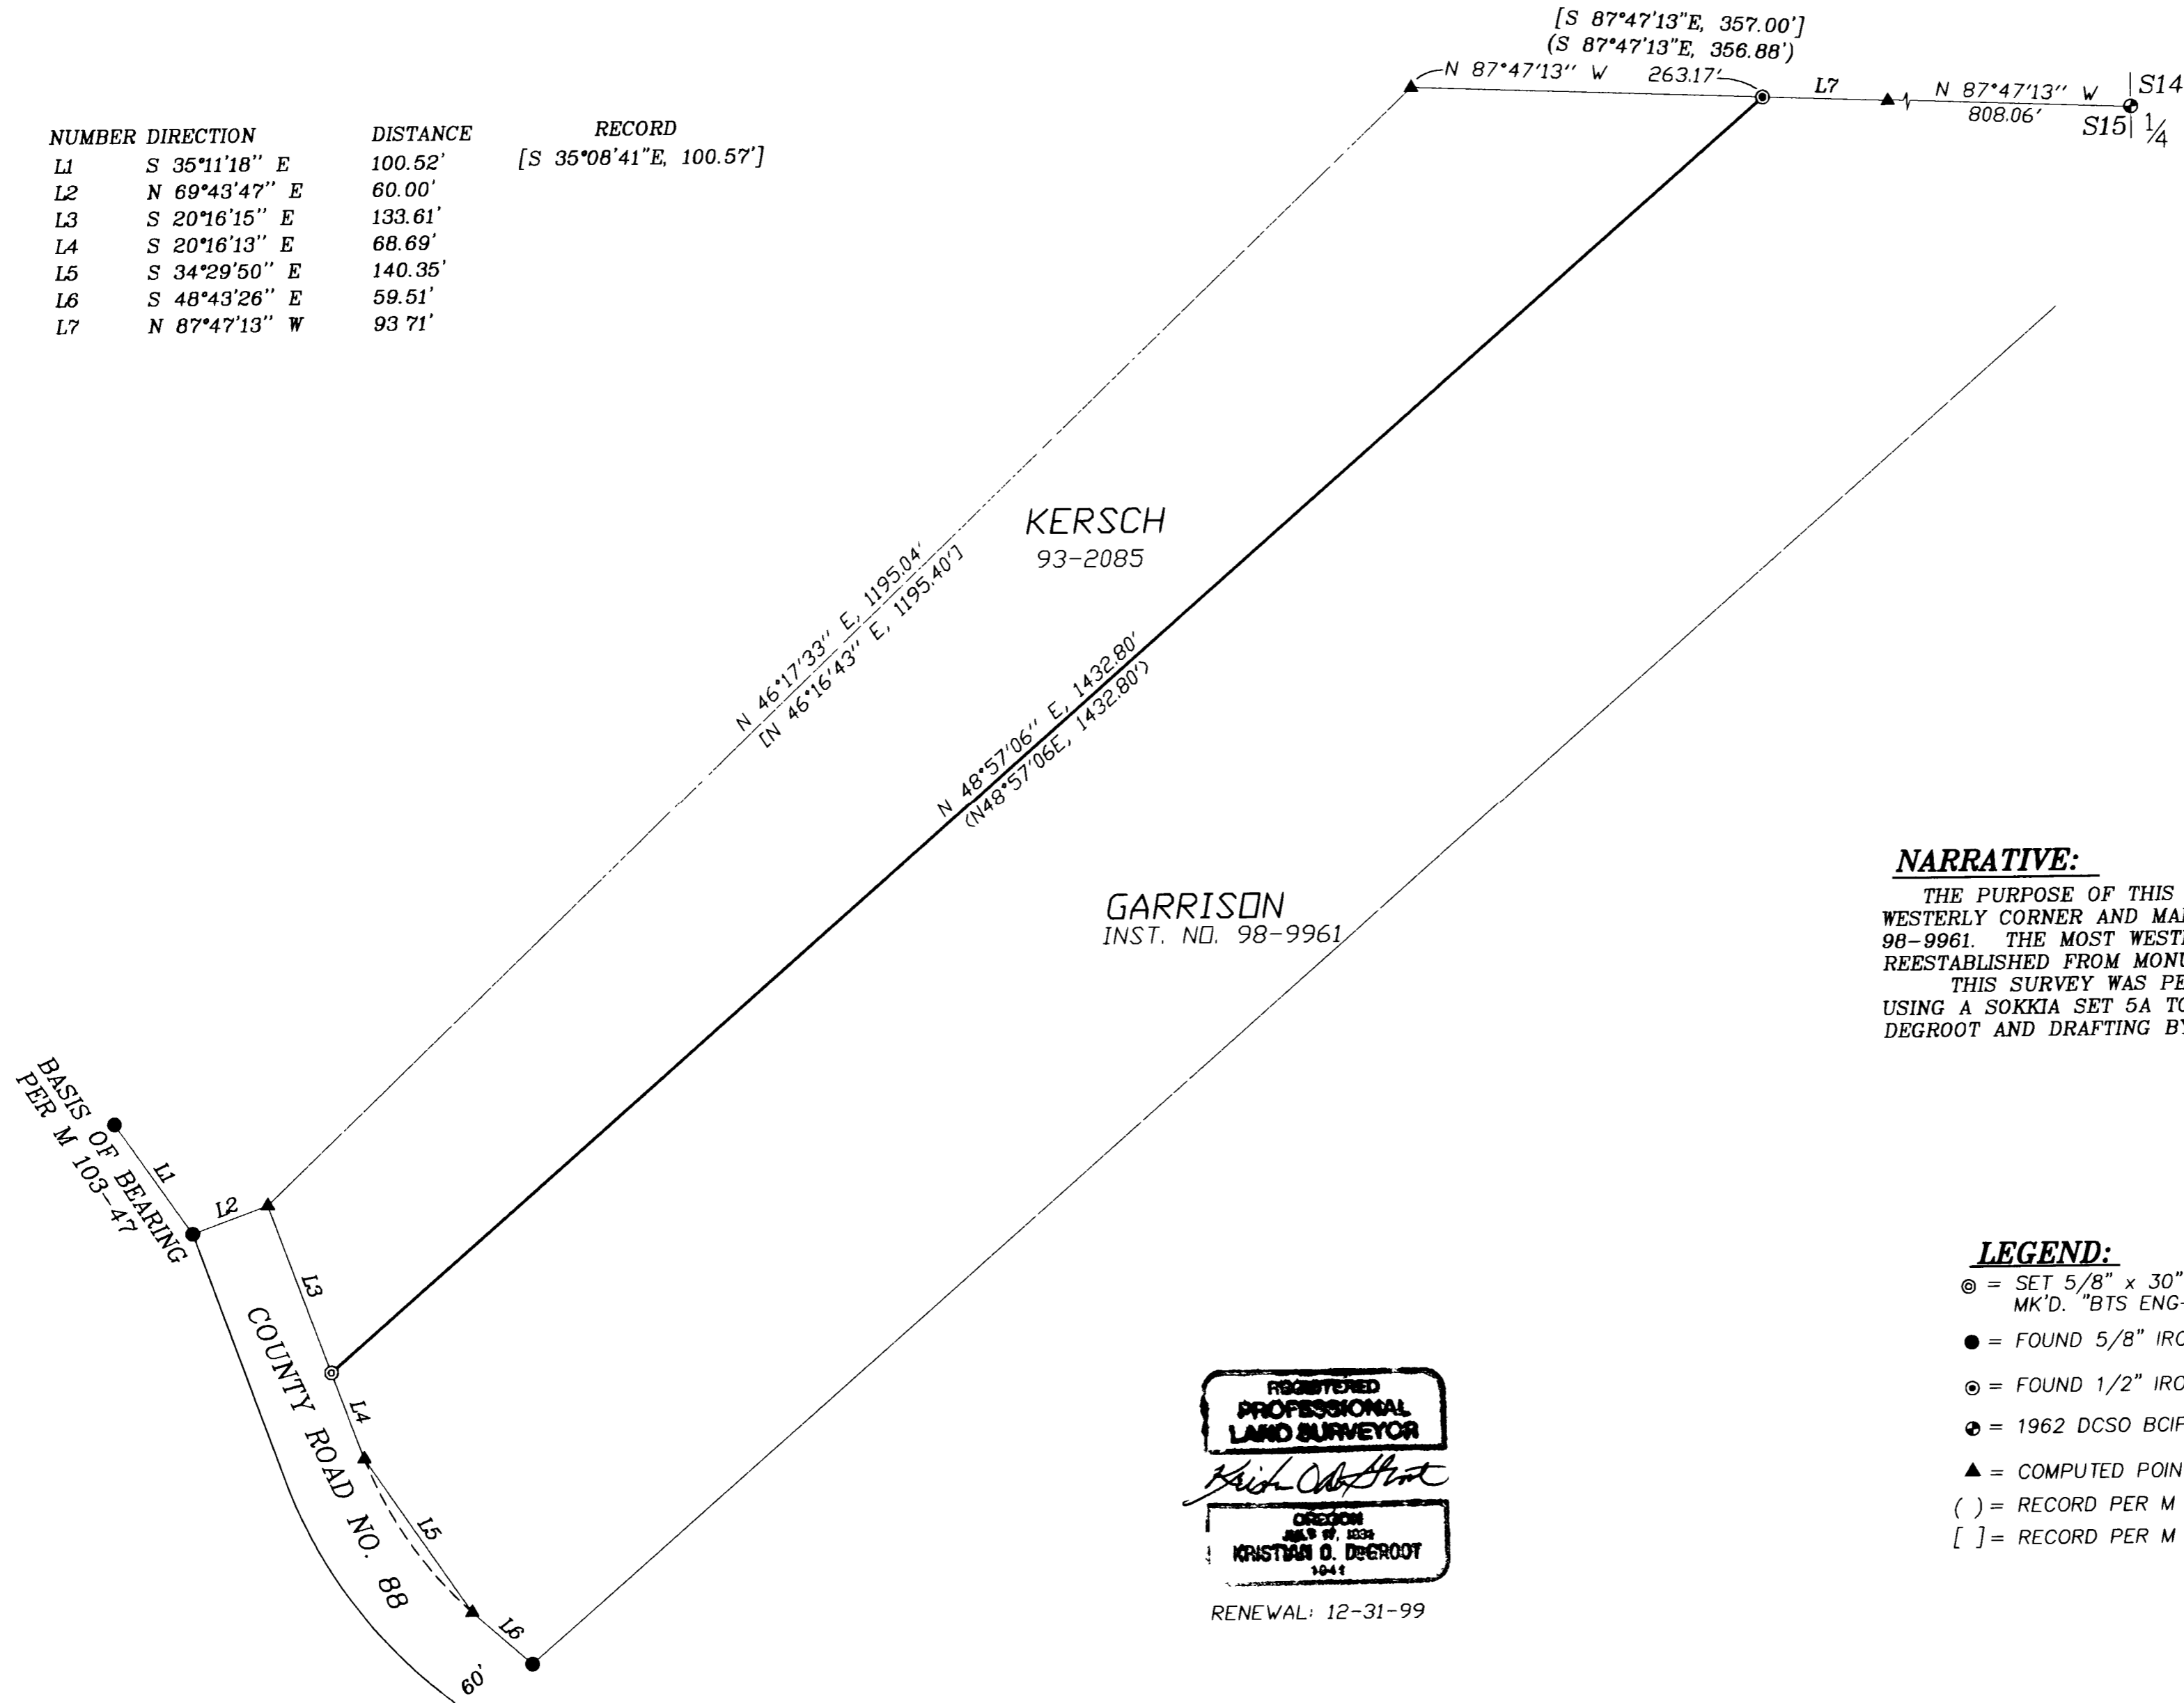 [S 87°47'13"E, 357.00']
(S 87°47'13"E, 356.88')
N 87°47'13'' W 263.17'
L7
N 87°47'13'' W
808.06'
S14
S15 1/4
NUMBER DIRECTION DISTANCE RECORD
L1 S 35°11'18'' E 100.52' [S 35°08'41"E, 100.57']
L2 N 69°43'47'' E 60.00'
L3 S 20°16'15'' E 133.61'
L4 S 20°16'13'' E 68.69'
L5 S 34°29'50'' E 140.35'
L6 S 48°43'26'' E 59.51'
L7 N 87°47'13'' W 93 71'
KERSCH
93-2085
N 46°17'33'' E, 1195.04'
[N 46°16'43'' E, 1195.40']
N 48°57'06'' E, 1432.80'
(N48°57'06E, 1432.80')
GARRISON
INST. NO. 98-9961
NARRATIVE:
THE PURPOSE OF THIS
WESTERLY CORNER AND
98-9961. THE MOST
REESTABLISHED FROM
THIS SURVEY WAS
USING A SOKKIA SET 5A
DEGROOT AND DRAFTING BY
BASIS OF BEARING
PER M 103-47
L1
L2
L3
L4
L5
L6
COUNTY ROAD NO. 88
60'
LEGEND:
= SET 5/8" x 30"
MK'D. "BTS ENG-
= FOUND 5/8"
= FOUND 1/2"
= 1962 DCSO
= COMPUTED
( ) = RECORD PER M
[ ] = RECORD PER M
REGISTERED
PROFESSIONAL
LAND SURVEYOR
OREGON
KRISTIAN D. DeGROOT
RENEWAL: 12-31-99